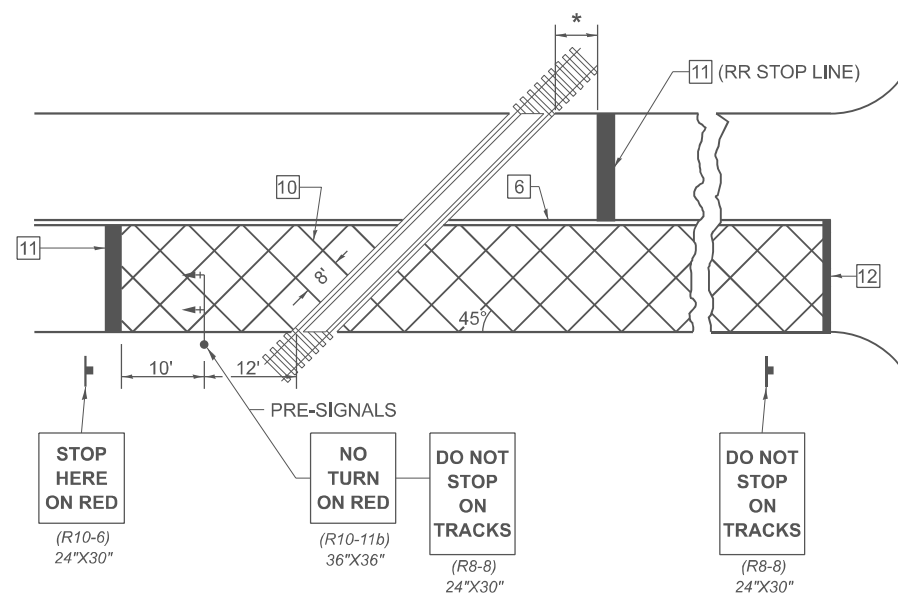 *
11 (RR STOP LINE)
10
6
11
8'
45°
12
10'
12'
PRE-SIGNALS
STOP
HERE
ON RED
(R10-6)
24"X30"
NO
TURN
ON RED
(R10-11b)
36"X36"
DO NOT
STOP
ON
TRACKS
(R8-8)
24"X30"
DO NOT
STOP
ON
TRACKS
(R8-8)
24"X30"